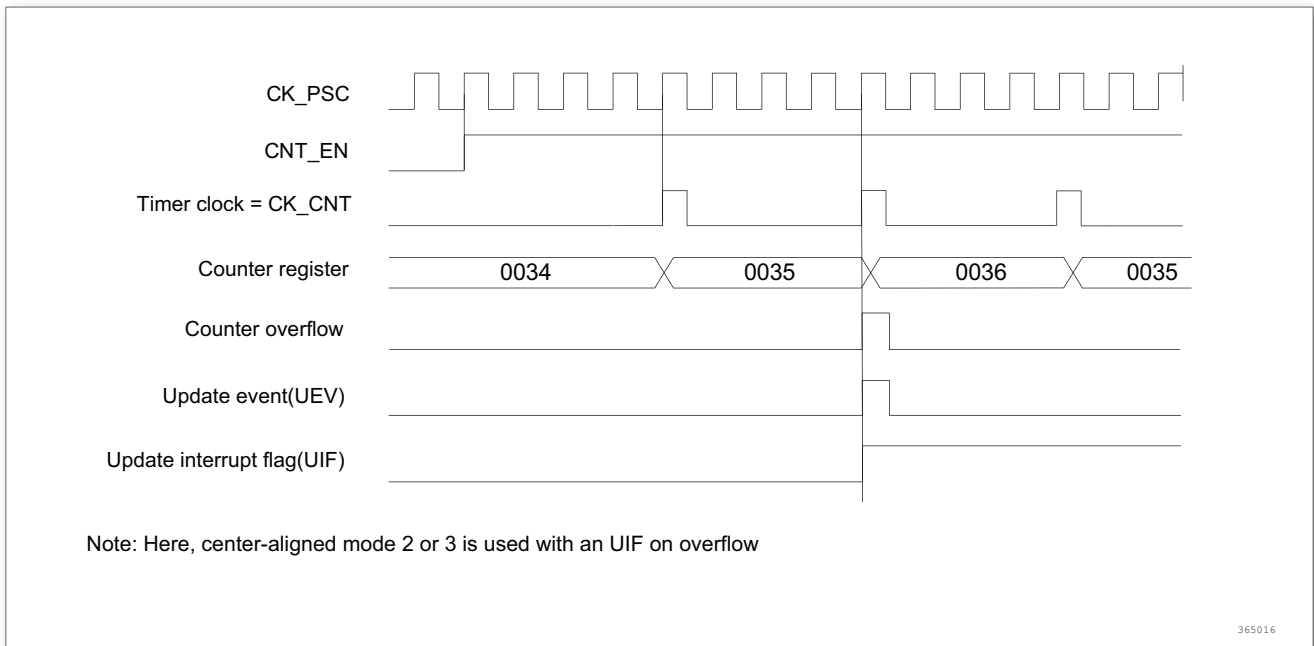 CK_PSC
CNT_EN
Timer clock = CK_CNT
Counter register 0034 0035 0036 0035
Counter overflow
Update event(UEV)
Update interrupt flag(UIF)
Note: Here, center-aligned mode 2 or 3 is used with an UIF on overflow
365016